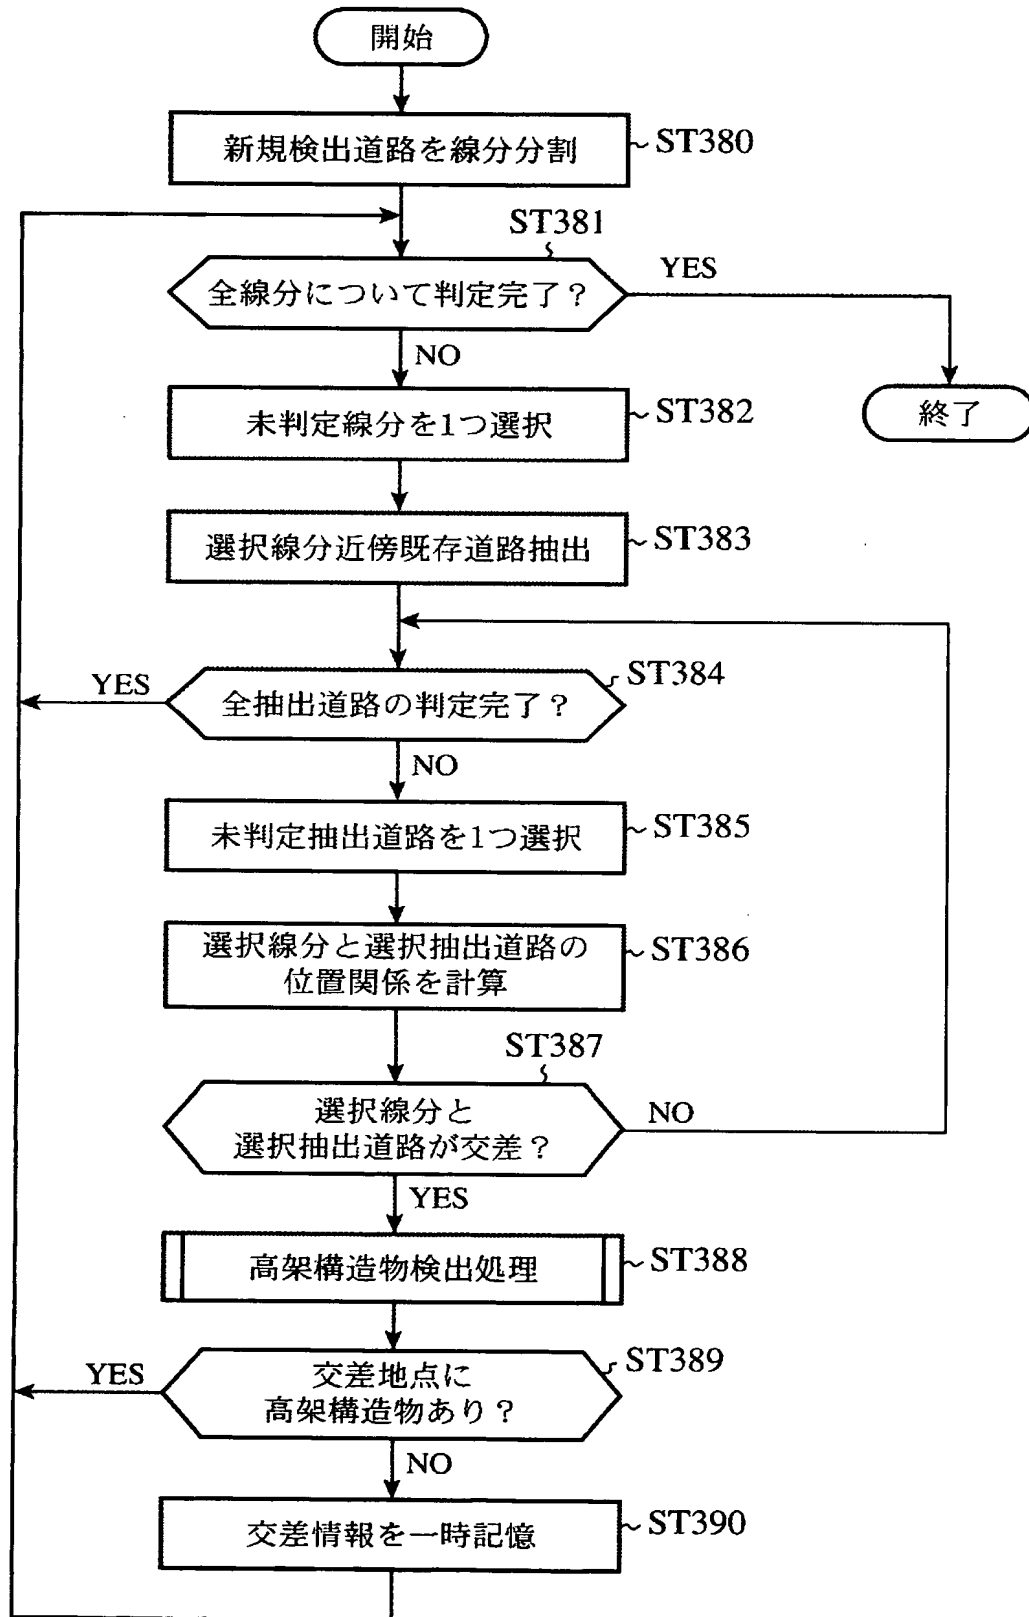 開始
新規検出道路を線分分割
ST380
ST381
全線分について判定完了？
YES
NO
終了
未判定線分を1つ選択
ST382
選択線分近傍既存道路抽出
ST383
ST384
YES
全抽出道路の判定完了？
NO
未判定抽出道路を1つ選択
ST385
選択線分と選択抽出道路の
位置関係を計算
ST386
ST387
選択線分と
選択抽出道路が交差？
NO
YES
高架構造物検出処理
ST388
ST389
YES
交差地点に
高架構造物あり？
NO
交差情報を一時記憶
ST390